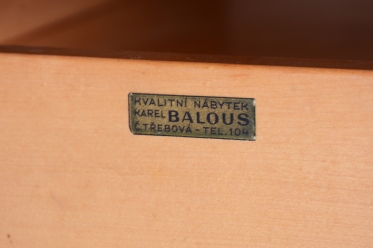 KVALITNÍ NÁBYTEK
KAREL BALOUS
Č.TŘEBOVÁ-TEL.104